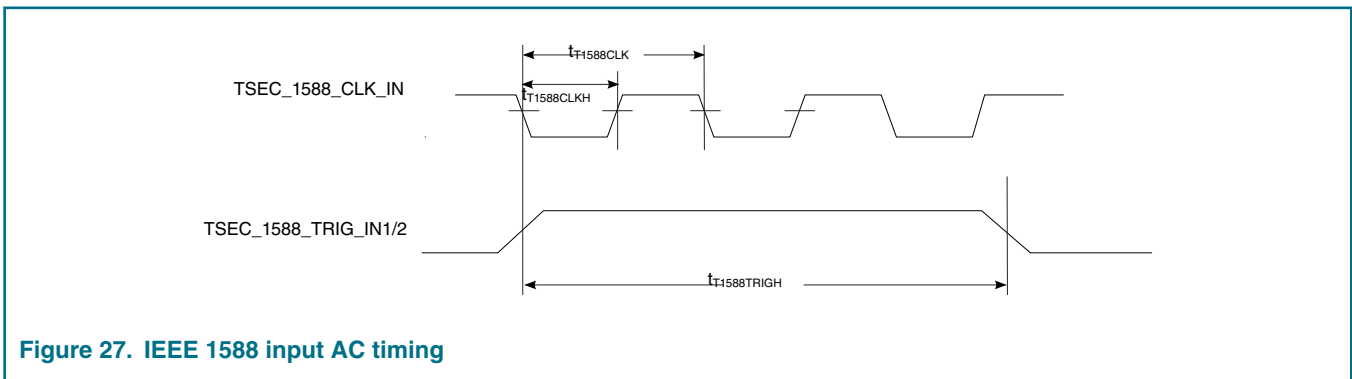 tT1588CLK
TSEC_1588_CLK_IN
tT1588CLKH
TSEC_1588_TRIG_IN1/2
tT1588TRIGH
Figure 27. IEEE 1588 input AC timing